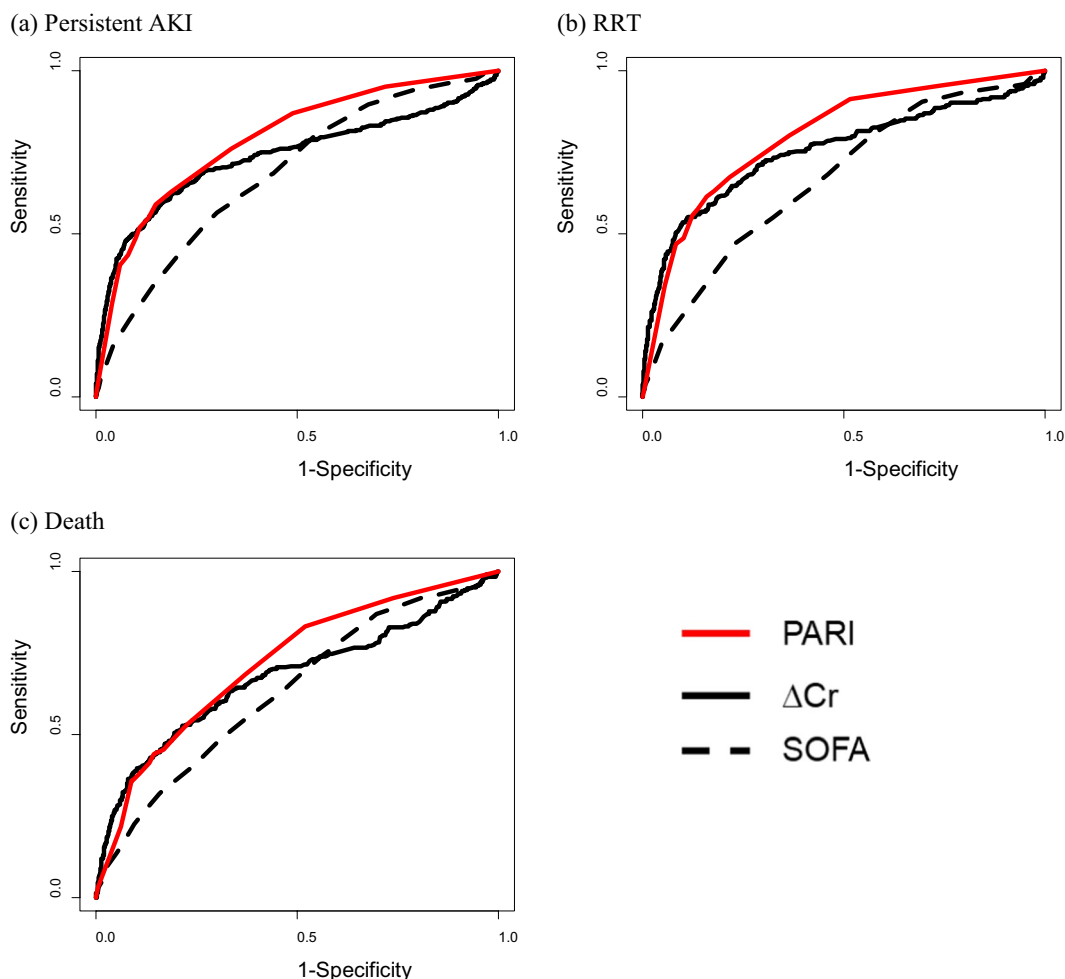 (a) Persistent AKI
(b) RRT
1.0
0.5
0.0
Sensitivity
0.0 0.5 1.0
1-Specificity
1.0
0.5
0.0
Sensitivity
0.0 0.5 1.0
1-Specificity
(c) Death
1.0
0.5
0.0
Sensitivity
0.0 0.5 1.0
1-Specificity
PARI
ΔCr
SOFA